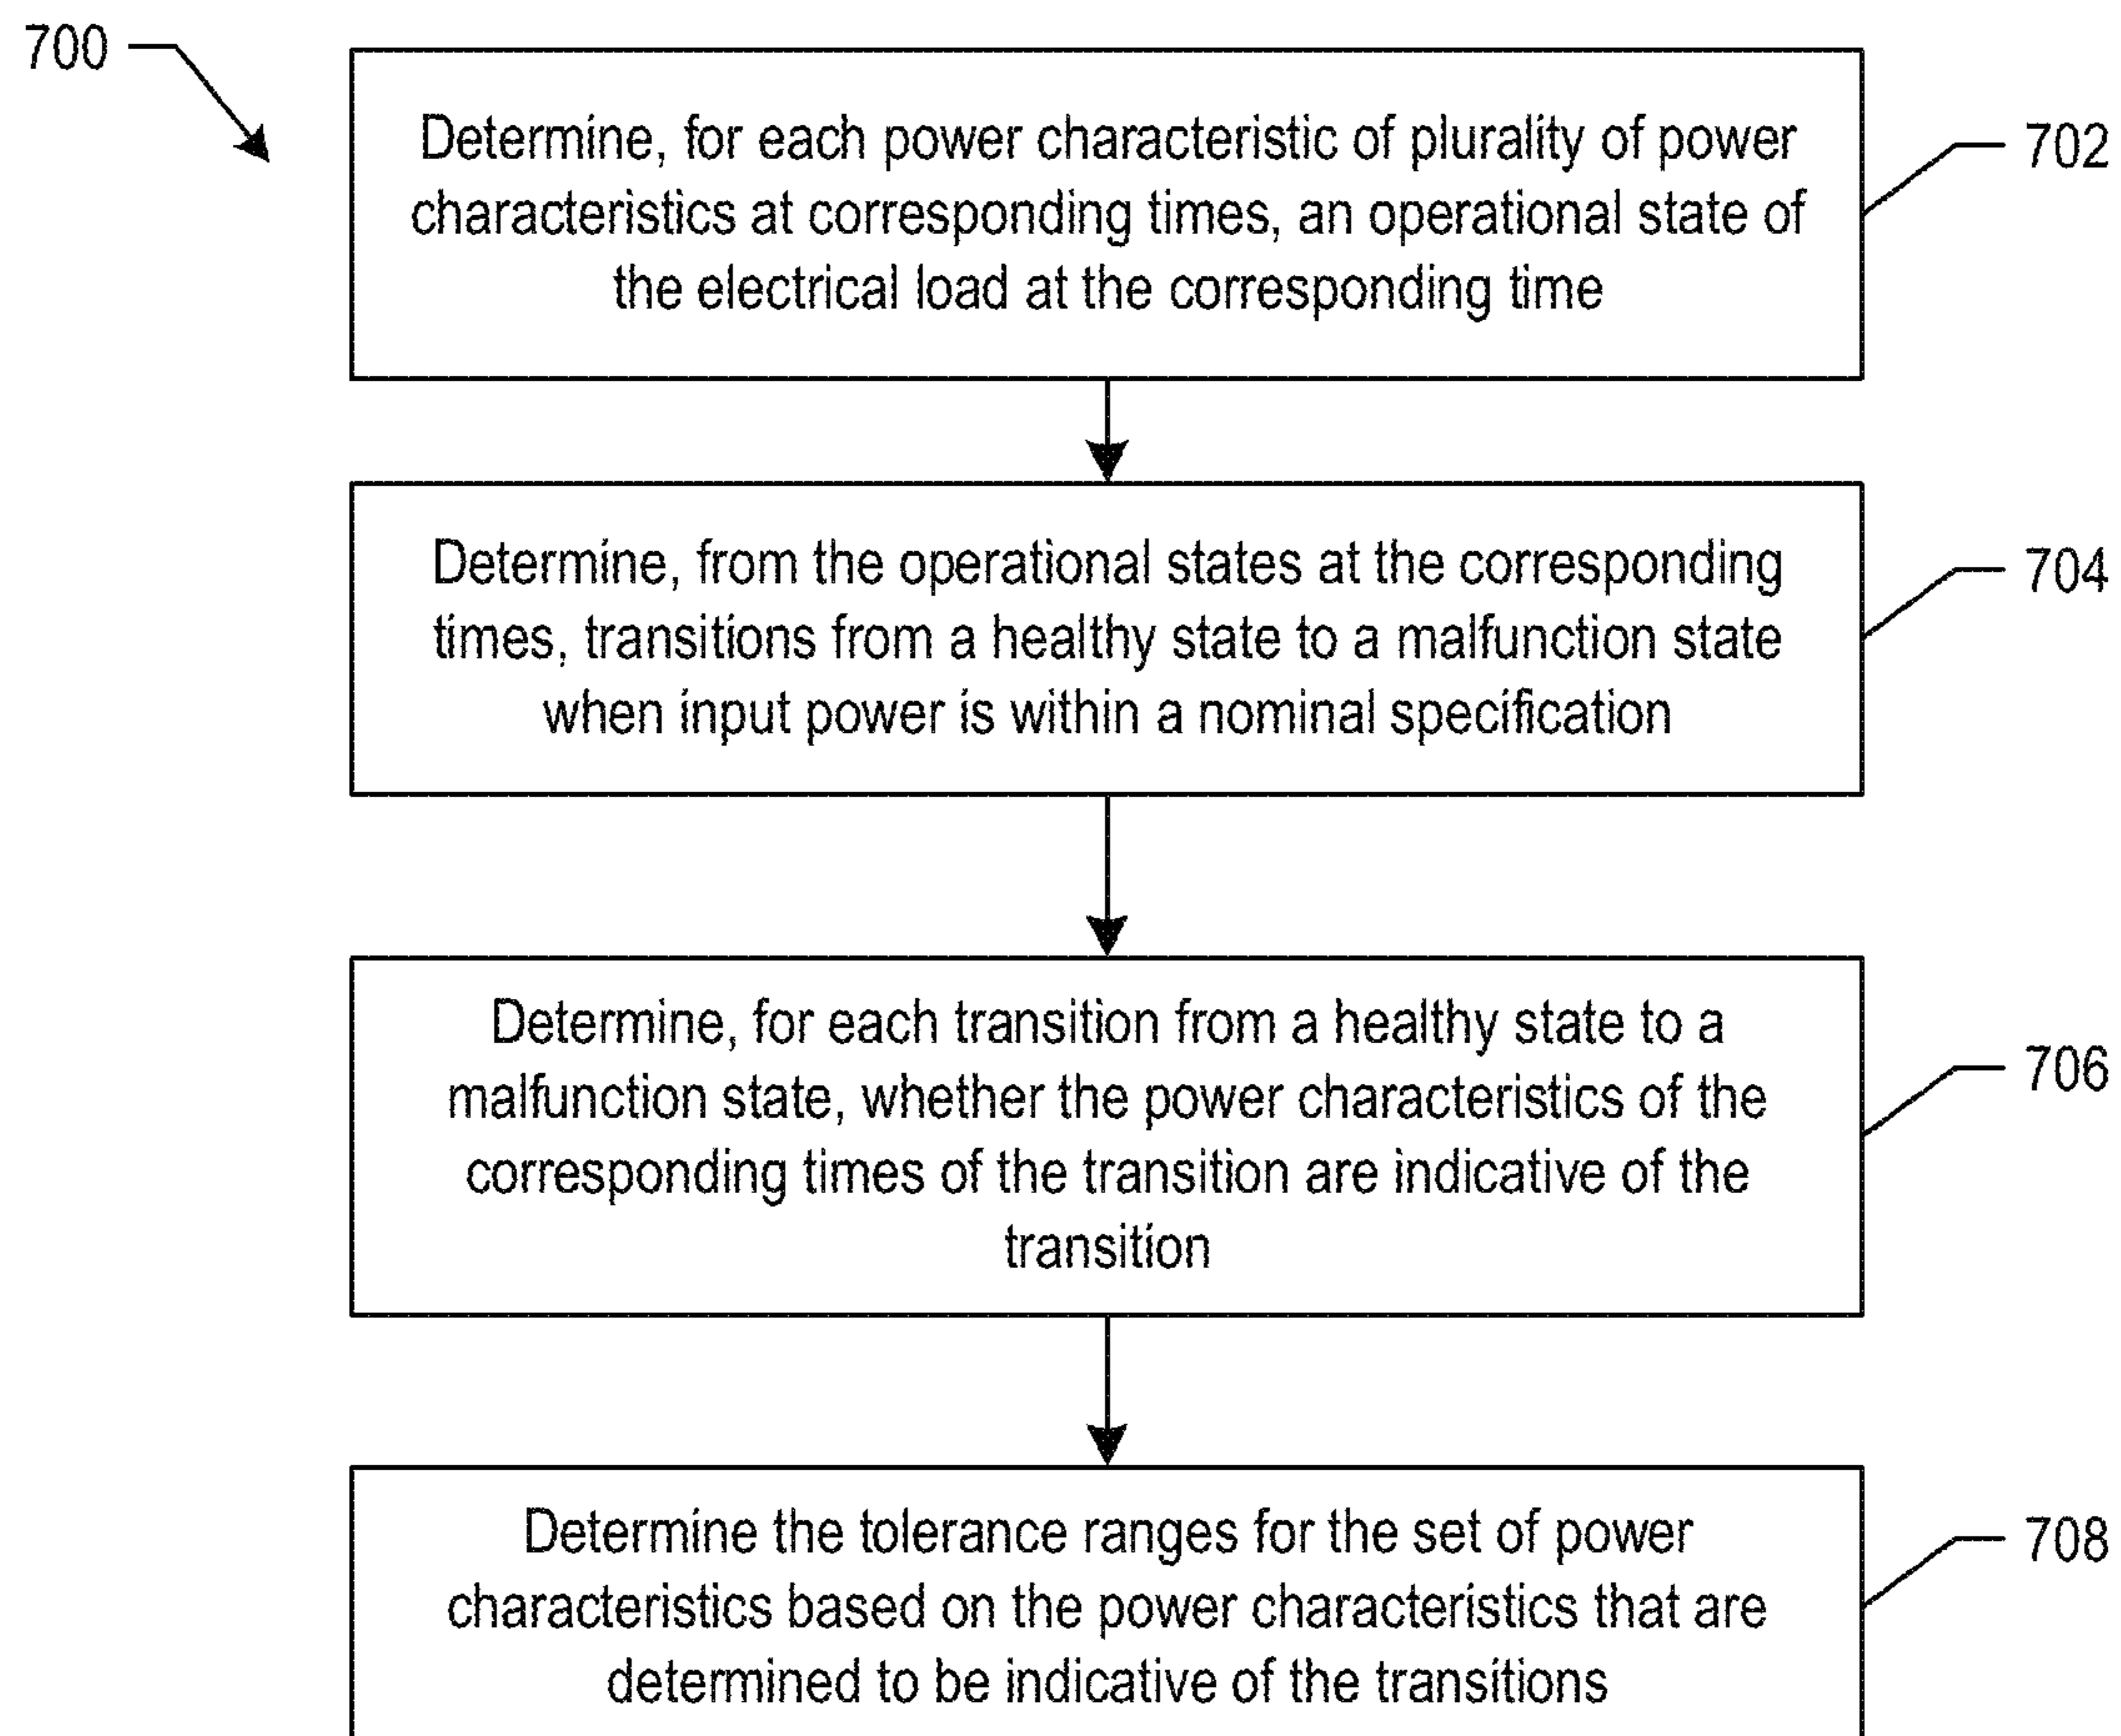 700
Determine, for each power characteristic of plurality of power
characteristics at corresponding times, an operational state of
the electrical load at the corresponding time
702
Determine, from the operational states at the corresponding
times, transitions from a healthy state to a malfunction state
when input power is within a nominal specification
704
Determine, for each transition from a healthy state to a
malfunction state, whether the power characteristics of the
corresponding times of the transition are indicative of the
transition
706
Determine the tolerance ranges for the set of power
characteristics based on the power characteristics that are
determined to be indicative of the transitions
708